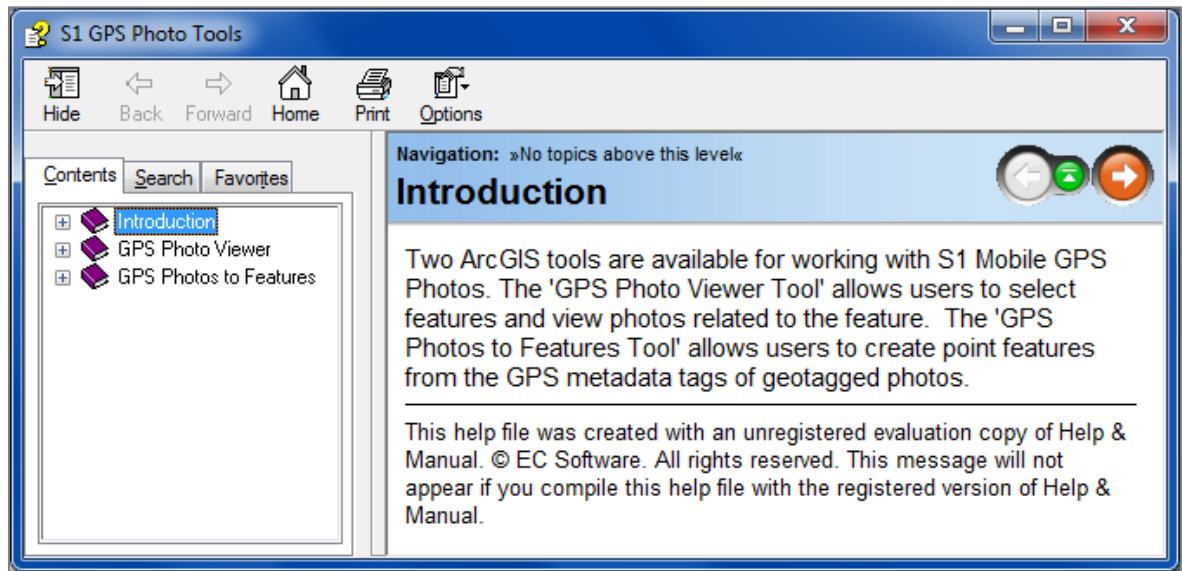 S1 GPS Photo Tools
Hide Back Forward Home Print Options
Contents Search Favorites
Introduction
GPS Photo Viewer
GPS Photos to Features
Navigation: »No topics above this level«
Introduction
Two ArcGIS tools are available for working with S1 Mobile GPS
Photos. The 'GPS Photo Viewer Tool' allows users to select
features and view photos related to the feature.  The 'GPS
Photos to Features Tool' allows users to create point features
from the GPS metadata tags of geotagged photos.
This help file was created with an unregistered evaluation copy of Help &
Manual. © EC Software. All rights reserved. This message will not
appear if you compile this help file with the registered version of Help &
Manual.